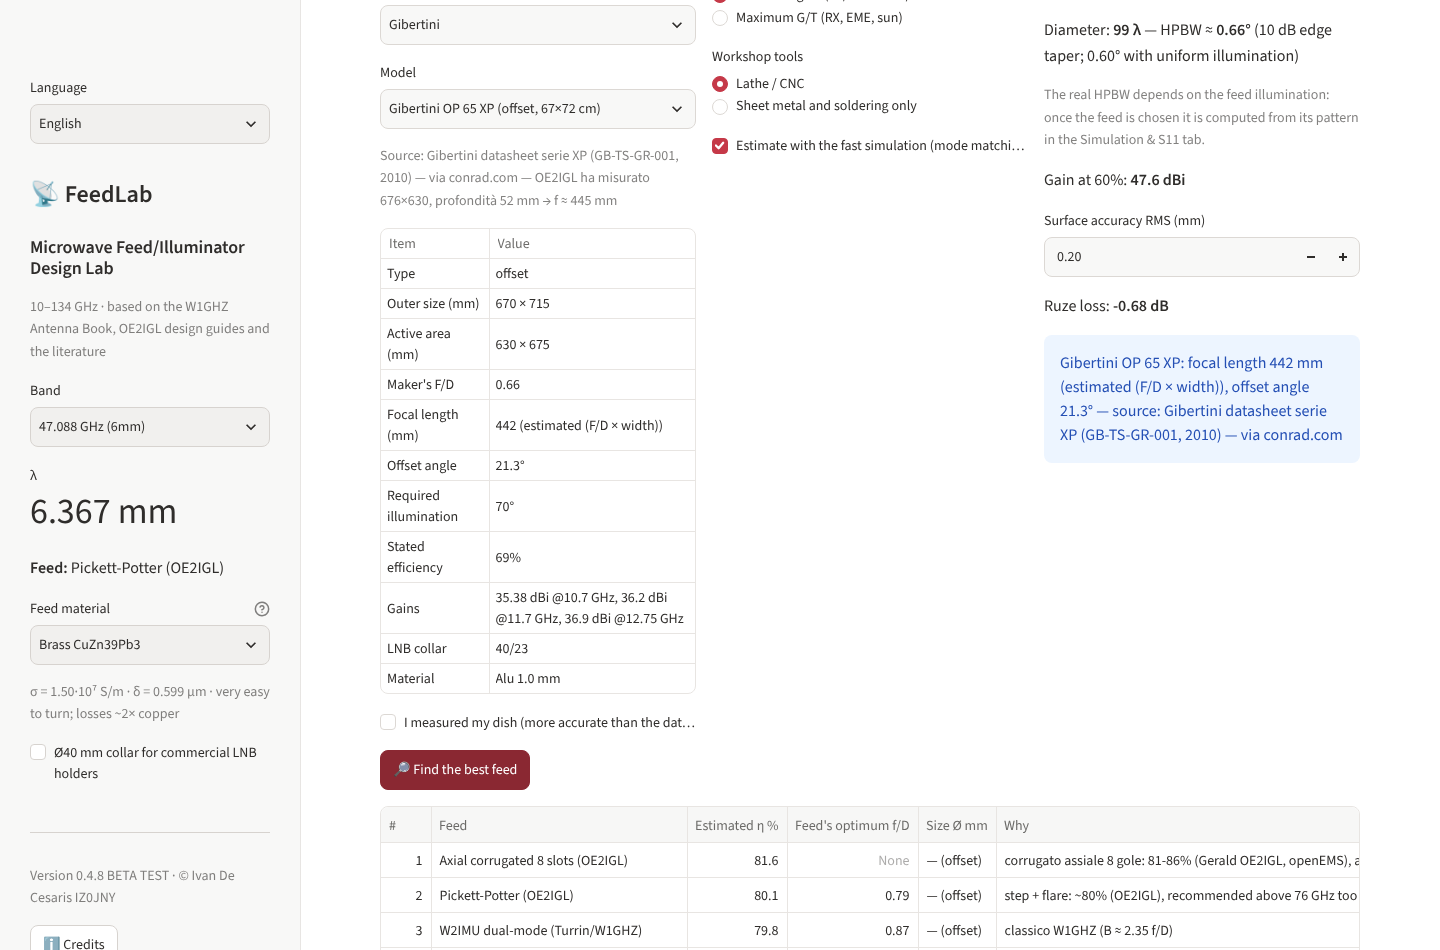 Language
English
📡 FeedLab
Microwave Feed/Illuminator
Design Lab
10–134 GHz · based on the W1GHZ
Antenna Book, OE2IGL design guides and
the literature
Band
47.088 GHz (6mm)
λ
6.367 mm
Feed: Pickett-Potter (OE2IGL)
Feed material
Brass CuZn39Pb3
σ = 1.50·10⁷ S/m · δ = 0.599 µm · very easy
to turn; losses ~2× copper
Ø40 mm collar for commercial LNB
holders
Version 0.4.8 BETA TEST · © Ivan De
Cesaris IZ0JNY
ℹ️ Credits
Gibertini
Model
Gibertini OP 65 XP (offset, 67×72 cm)
Source: Gibertini datasheet serie XP (GB-TS-GR-001,
2010) — via conrad.com — OE2IGL ha misurato
676×630, profondità 52 mm → f ≈ 445 mm
Item Value
Type offset
Outer size (mm) 670 × 715
Active area
(mm) 630 × 675
Maker's F/D 0.66
Focal length
(mm) 442 (estimated (F/D × width))
Offset angle 21.3°
Required
illumination 70°
Stated
efficiency 69%
Gains 35.38 dBi @10.7 GHz, 36.2 dBi
@11.7 GHz, 36.9 dBi @12.75 GHz
LNB collar 40/23
Material Alu 1.0 mm
I measured my dish (more accurate than the dat…
🔎 Find the best feed
Maximum G/T (RX, EME, sun)
Workshop tools
Lathe / CNC
Sheet metal and soldering only
Estimate with the fast simulation (mode matchi…
Diameter: 99 λ — HPBW ≈ 0.66° (10 dB edge
taper; 0.60° with uniform illumination)
The real HPBW depends on the feed illumination:
once the feed is chosen it is computed from its pattern
in the Simulation & S11 tab.
Gain at 60%: 47.6 dBi
Surface accuracy RMS (mm)
0.20
Ruze loss: -0.68 dB
Gibertini OP 65 XP: focal length 442 mm
(estimated (F/D × width)), offset angle
21.3° — source: Gibertini datasheet serie
XP (GB-TS-GR-001, 2010) — via conrad.com
# Feed Estimated η % Feed's optimum f/D Size Ø mm Why
1 Axial corrugated 8 slots (OE2IGL) 81.6 None — (offset) corrugato assiale 8 gole: 81-86% (Gerald OE2IGL, openEMS), a
2 Pickett-Potter (OE2IGL) 80.1 0.79 — (offset) step + flare: ~80% (OE2IGL), recommended above 76 GHz too
3 W2IMU dual-mode (Turrin/W1GHZ) 79.8 0.87 — (offset) classico W1GHZ (B ≈ 2.35 f/D)